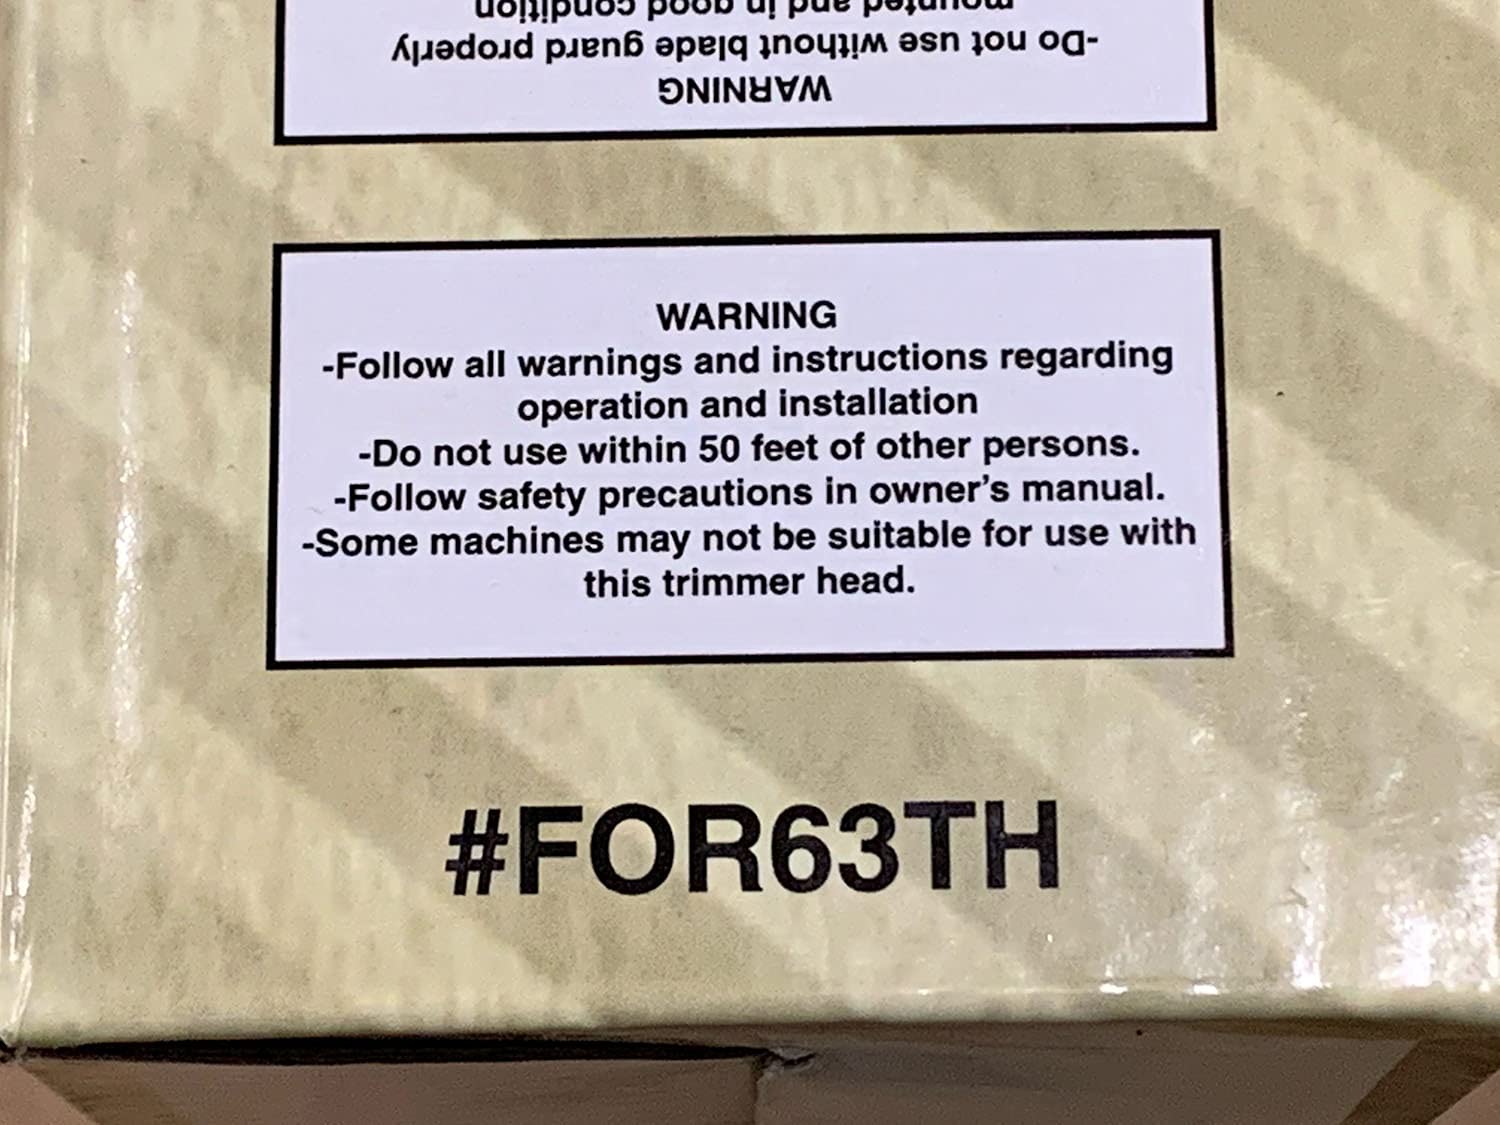 WARNING
-Do not use without blade guard properly
mounted and in good condition
WARNING
-Follow all warnings and instructions regarding
operation and installation
-Do not use within 50 feet of other persons.
-Follow safety precautions in owner's manual.
-Some machines may not be suitable for use with
this trimmer head.
#FOR63TH